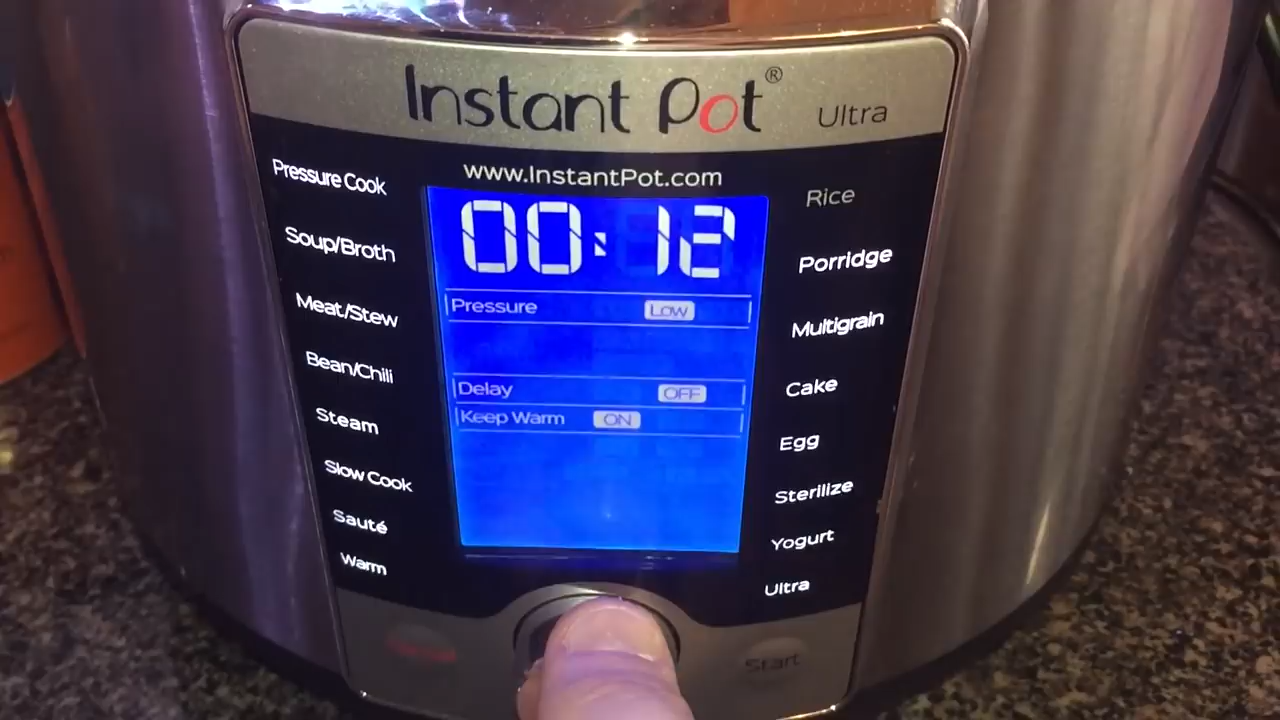 Instant Pot® Ultra
www.InstantPot.com
Pressure Cook
Soup/Broth
Meat/Stew
Bean/Chili
Steam
Slow Cook
Sauté
Warm
00:12
Pressure Low
Delay OFF
Keep Warm ON
Rice
Porridge
Multigrain
Cake
Egg
Sterilize
Yogurt
Ultra
Start